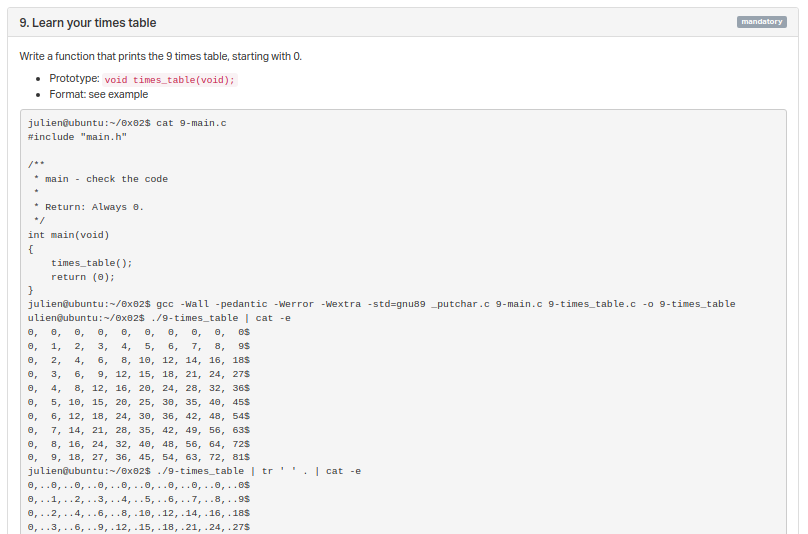 9. Learn your times table
mandatory
Write a function that prints the 9 times table, starting with 0.
• Prototype: void times_table(void);
• Format: see example
julien@ubuntu:~/0x02$ cat 9-main.c
#include "main.h"

/**
 * main - check the code
 *
 * Return: Always 0.
 */
int main(void)
{
    times_table();
    return (0);
}
julien@ubuntu:~/0x02$ gcc -Wall -pedantic -Werror -Wextra -std=gnu89 _putchar.c 9-main.c 9-times_table.c -o 9-times_table
ulien@ubuntu:~/0x02$ ./9-times_table | cat -e
0,  0,  0,  0,  0,  0,  0,  0,  0,  0$
0,  1,  2,  3,  4,  5,  6,  7,  8,  9$
0,  2,  4,  6,  8, 10, 12, 14, 16, 18$
0,  3,  6,  9, 12, 15, 18, 21, 24, 27$
0,  4,  8, 12, 16, 20, 24, 28, 32, 36$
0,  5, 10, 15, 20, 25, 30, 35, 40, 45$
0,  6, 12, 18, 24, 30, 36, 42, 48, 54$
0,  7, 14, 21, 28, 35, 42, 49, 56, 63$
0,  8, 16, 24, 32, 40, 48, 56, 64, 72$
0,  9, 18, 27, 36, 45, 54, 63, 72, 81$
julien@ubuntu:~/0x02$ ./9-times_table | tr ' ' . | cat -e
0,..0,..0,..0,..0,..0,..0,..0,..0,..0$
0,..1,..2,..3,..4,..5,..6,..7,..8,..9$
0,..2,..4,..6,..8,.10,.12,.14,.16,.18$
0,..3,..6,..9,.12,.15,.18,.21,.24,.27$